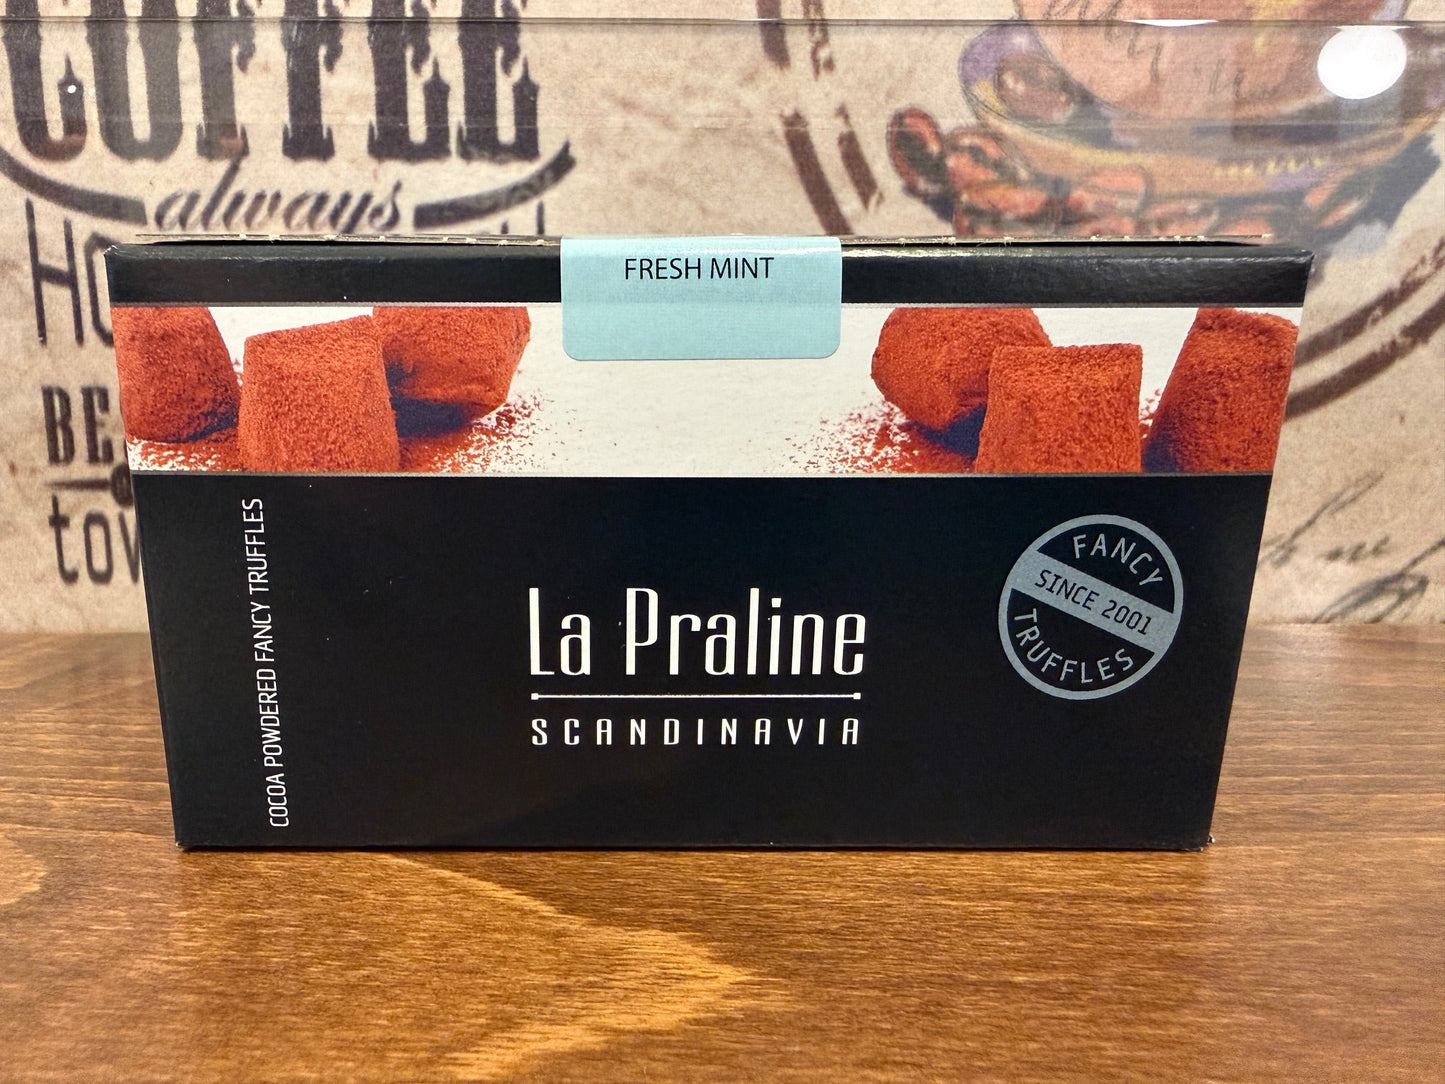 COFFEE
always
FRESH MINT
COCOA POWDERED FANCY TRUFFLES
La Praline
SCANDINAVIA
FANCY
SINCE 2001
TRUFFLES